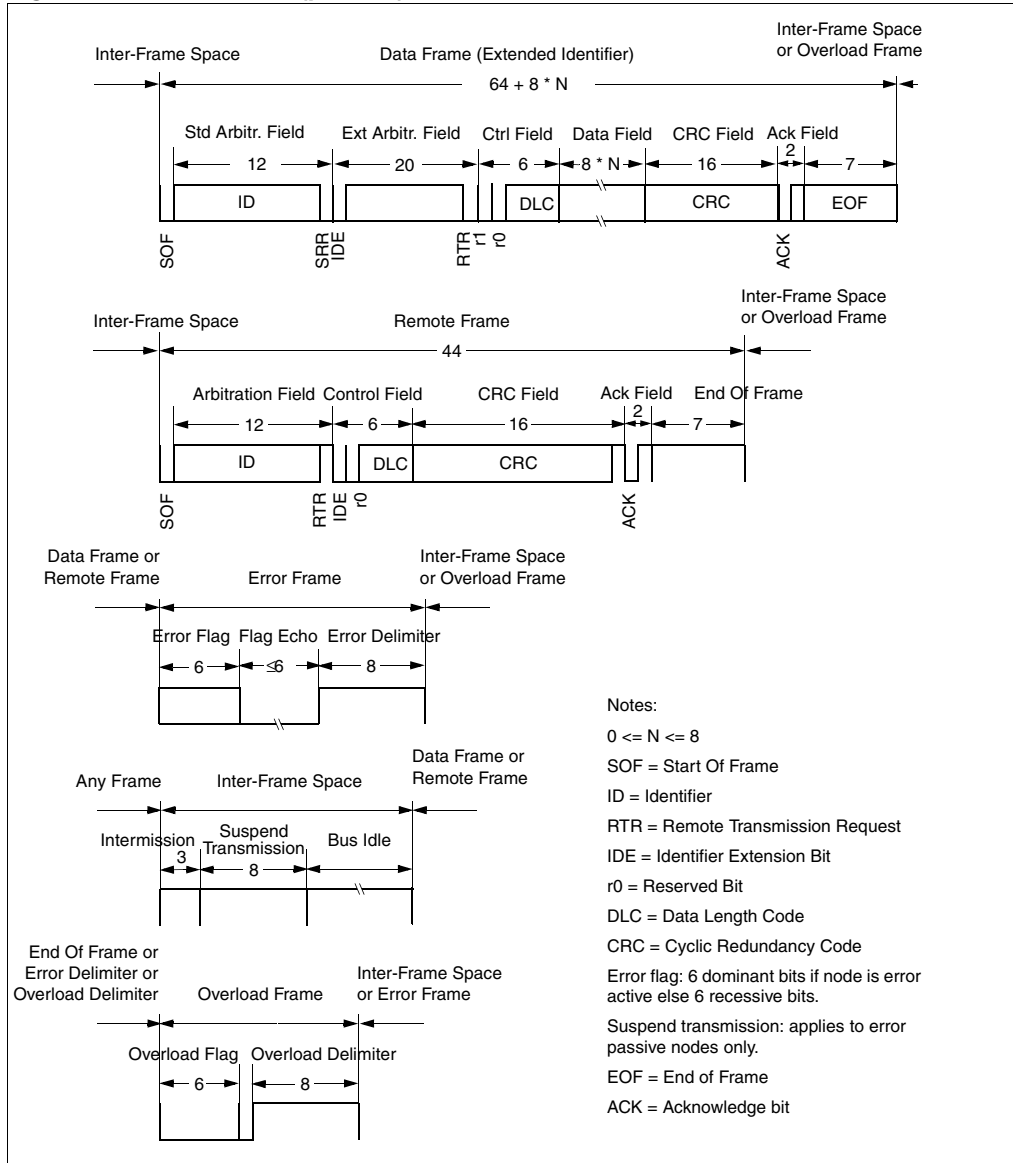 Inter-Frame Space
Data Frame (Extended Identifier)
Inter-Frame Space
or Overload Frame
64 + 8 * N
Std Arbitr. Field
Ext Arbitr. Field
Ctrl Field
Data Field
CRC Field
Ack Field
12
20
6
8 * N
16
2
7
ID
DLC
CRC
EOF
SOF
SRR
IDE
RTR
r1
r0
ACK
Inter-Frame Space
Remote Frame
Inter-Frame Space
or Overload Frame
44
Arbitration Field
Control Field
CRC Field
Ack Field
End Of Frame
12
6
16
2
7
ID
DLC
CRC
SOF
RTR
IDE
r0
ACK
Data Frame or
Remote Frame
Error Frame
Inter-Frame Space
or Overload Frame
Error Flag
Flag Echo
Error Delimiter
6
≤6
8
Any Frame
Inter-Frame Space
Data Frame or
Remote Frame
Intermission
Suspend
Transmission
Bus Idle
3
8
End Of Frame or
Error Delimiter or
Overload Delimiter
Overload Frame
Inter-Frame Space
or Error Frame
Overload Flag
Overload Delimiter
6
8
Notes:
0 <= N <= 8
SOF = Start Of Frame
ID = Identifier
RTR = Remote Transmission Request
IDE = Identifier Extension Bit
r0 = Reserved Bit
DLC = Data Length Code
CRC = Cyclic Redundancy Code
Error flag: 6 dominant bits if node is error
active else 6 recessive bits.
Suspend transmission: applies to error
passive nodes only.
EOF = End of Frame
ACK = Acknowledge bit